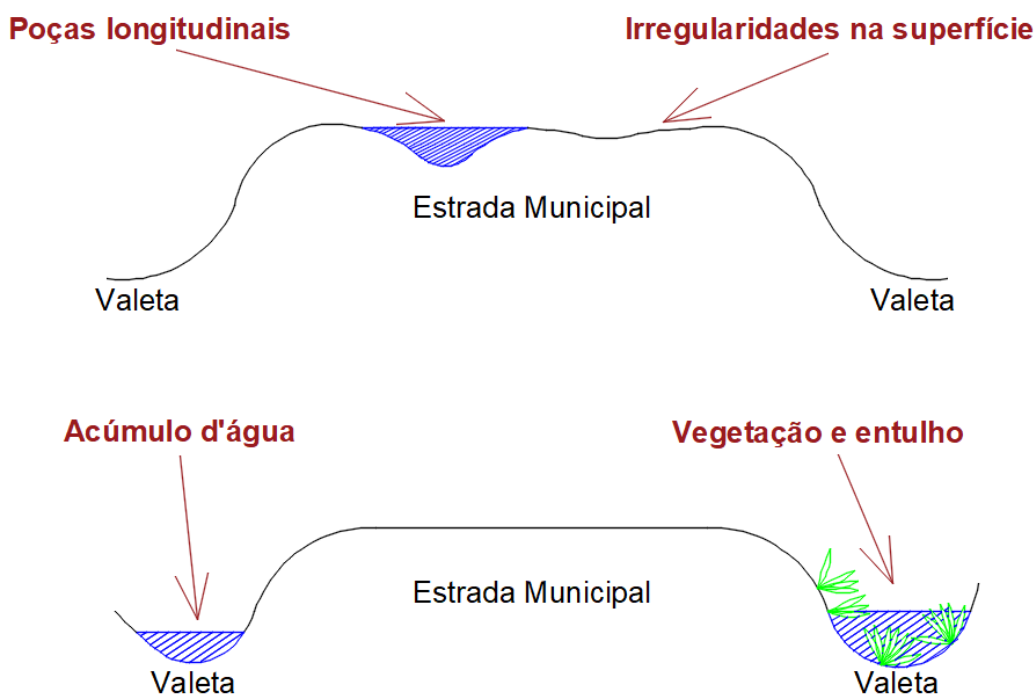 Poças longitudinais
Irregularidades na superfície
Estrada Municipal
Valeta
Valeta
Acúmulo d'água
Vegetação e entulho
Estrada Municipal
Valeta
Valeta